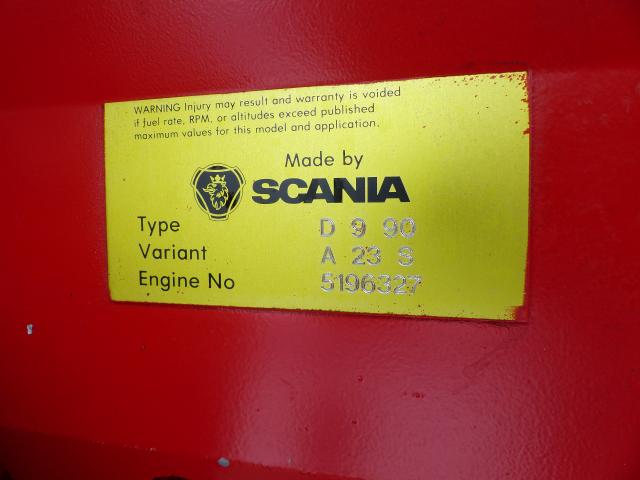 WARNING Injury may result and warranty is voided
if fuel rate, RPM, or altitudes exceed published
maximum values for this model and application.
Made by
SCANIA
Type D 9 90
Variant A 23 S
Engine No 5196327